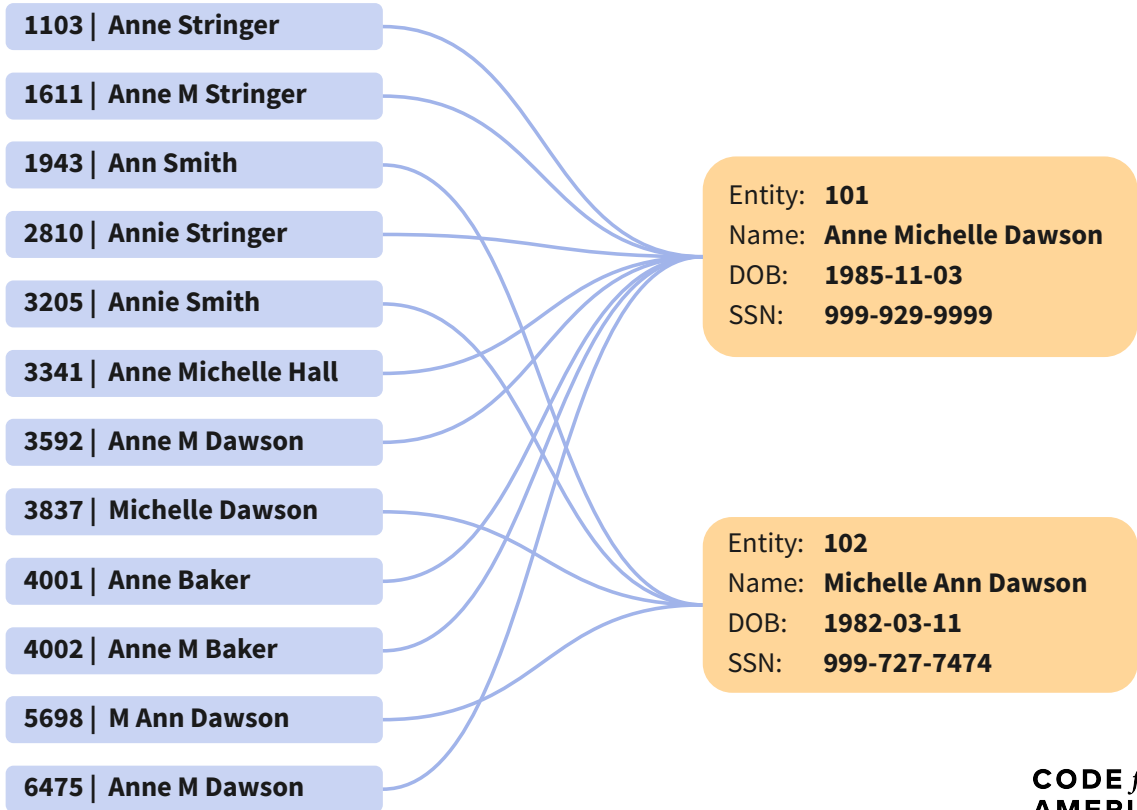 1103 | Anne Stringer
1611 | Anne M Stringer
1943 | Ann Smith
2810 | Annie Stringer
3205 | Annie Smith
3341 | Anne Michelle Hall
3592 | Anne M Dawson
3837 | Michelle Dawson
4001 | Anne Baker
4002 | Anne M Baker
5698 | M Ann Dawson
6475 | Anne M Dawson
Entity: 101
Name: Anne Michelle Dawson
DOB: 1985-11-03
SSN: 999-929-9999
Entity: 102
Name: Michelle Ann Dawson
DOB: 1982-03-11
SSN: 999-727-7474
CODE